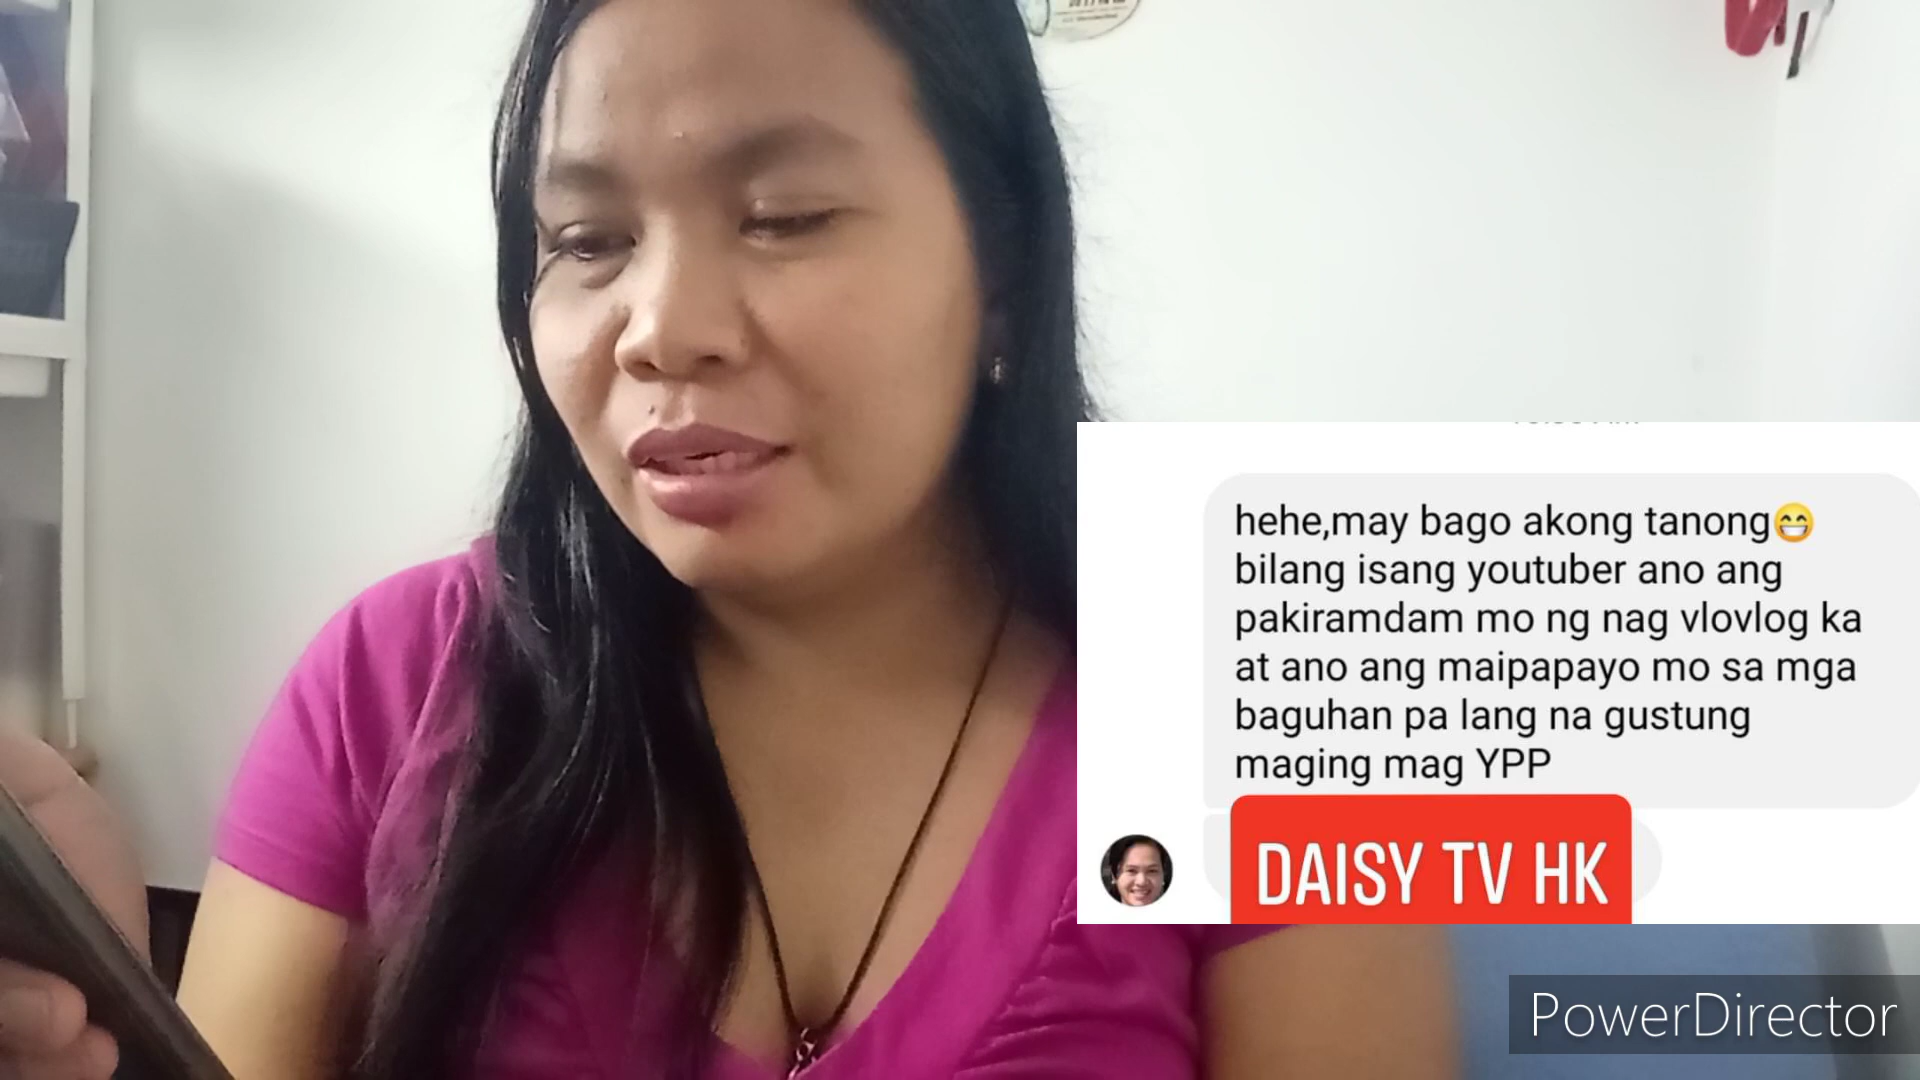 hehe,may bago akong tanong😁
bilang isang youtuber ano ang
pakiramdam mo ng nag vlovlog ka
at ano ang maipapayo mo sa mga
baguhan pa lang na gustung
maging mag YPP
DAISY TV HK
PowerDirector